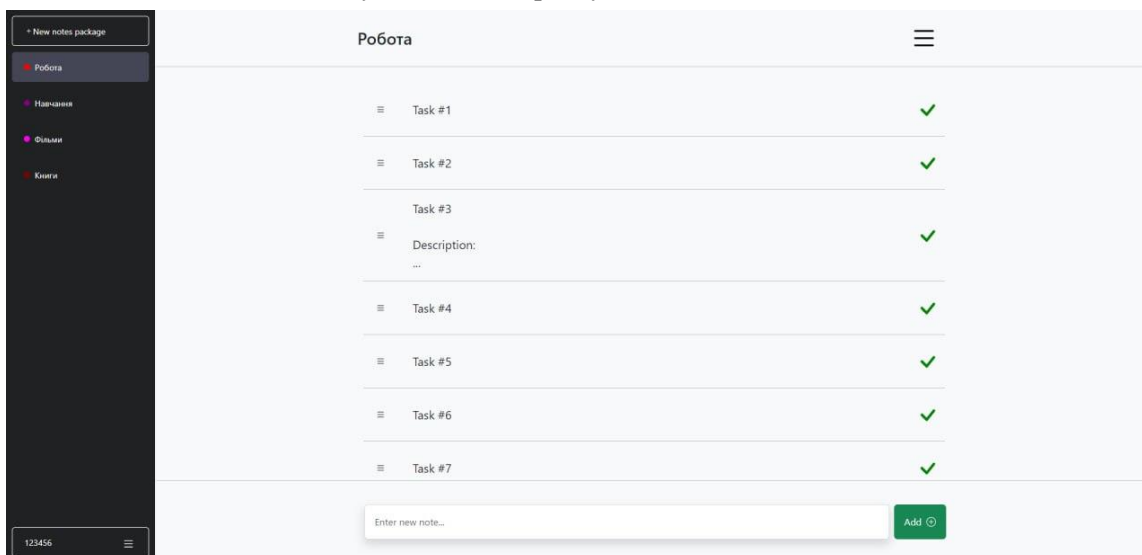 + New notes package
Робота
Навчання
Фільми
Книги
123456
Робота
Task #1
Task #2
Task #3
Description:
...
Task #4
Task #5
Task #6
Task #7
Enter new note...
Add